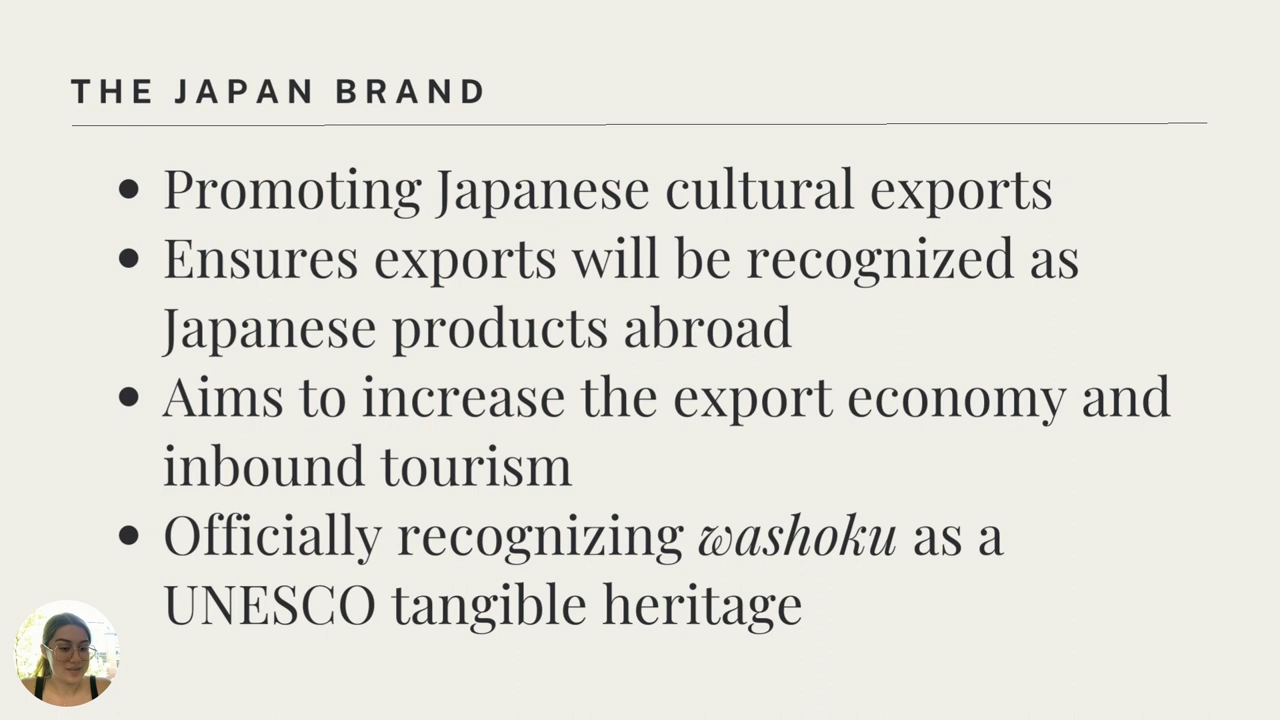 THE JAPAN BRAND
• Promoting Japanese cultural exports
• Ensures exports will be recognized as
Japanese products abroad
• Aims to increase the export economy and
inbound tourism
• Officially recognizing washoku as a
UNESCO tangible heritage